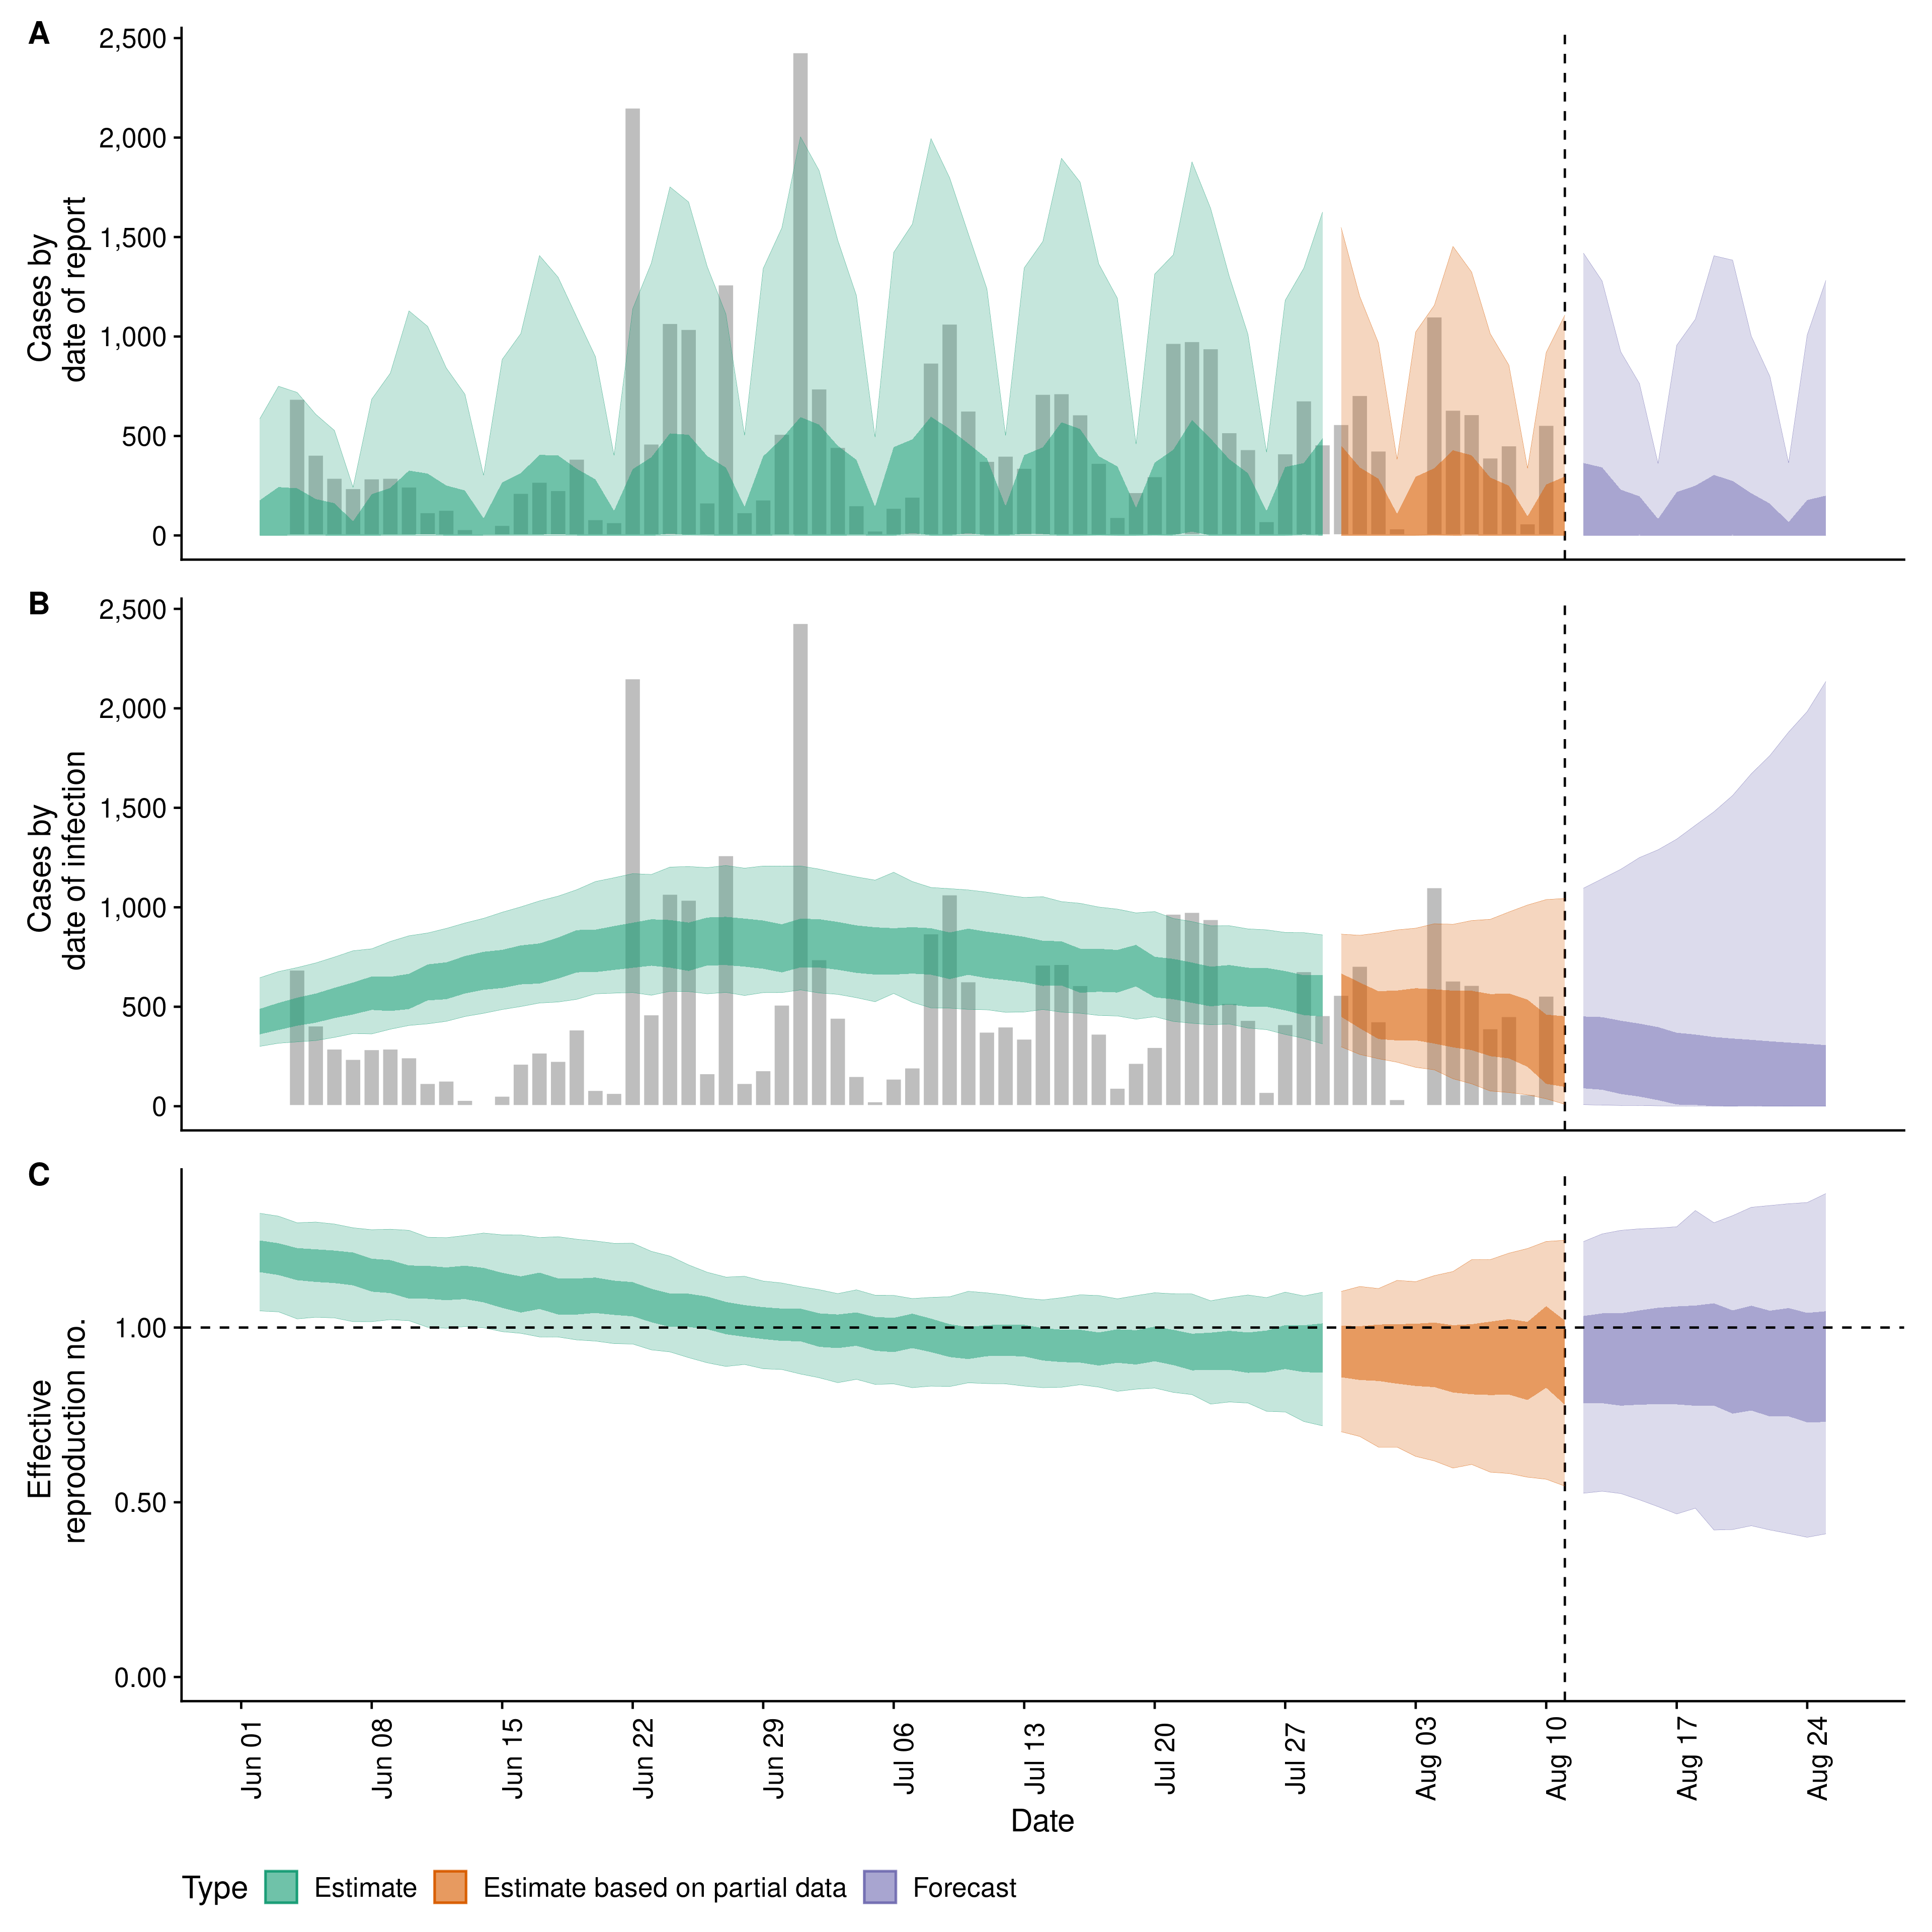 A
2,500
2,000
1,500
1,000
500
0
Cases by
date of report
B
2,500
2,000
1,500
1,000
500
0
Cases by
date of infection
C
1.00
0.50
0.00
Effective
reproduction no.
Jun 01
Jun 08
Jun 15
Jun 22
Jun 29
Jul 06
Jul 13
Jul 20
Jul 27
Aug 03
Aug 10
Aug 17
Aug 24
Date
Type Estimate Estimate based on partial data Forecast